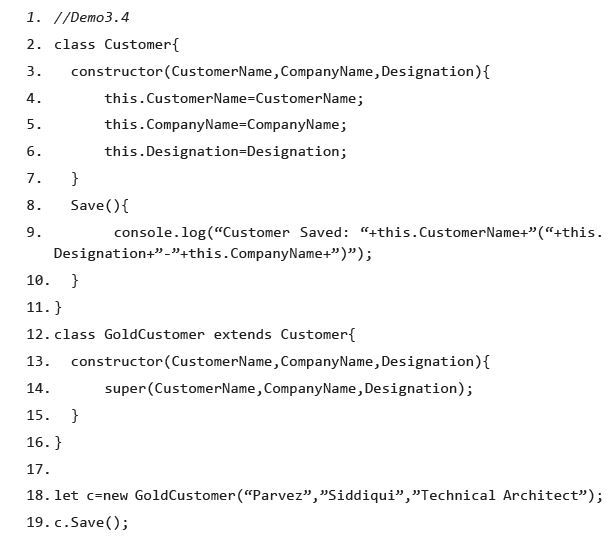 1. //Demo3.4
2. class Customer{
3. constructor(CustomerName,CompanyName,Designation){
4. this.CustomerName=CustomerName;
5. this.CompanyName=CompanyName;
6. this.Designation=Designation;
7. }
8. Save(){
9. console.log(“Customer Saved: “+this.CustomerName+”(“+this.
Designation+”-”+this.CompanyName+”)”);
10. }
11. }
12. class GoldCustomer extends Customer{
13. constructor(CustomerName,CompanyName,Designation){
14. super(CustomerName,CompanyName,Designation);
15. }
16. }
17.
18. let c=new GoldCustomer(“Parvez”,”Siddiqui”,”Technical Architect”);
19. c.Save();